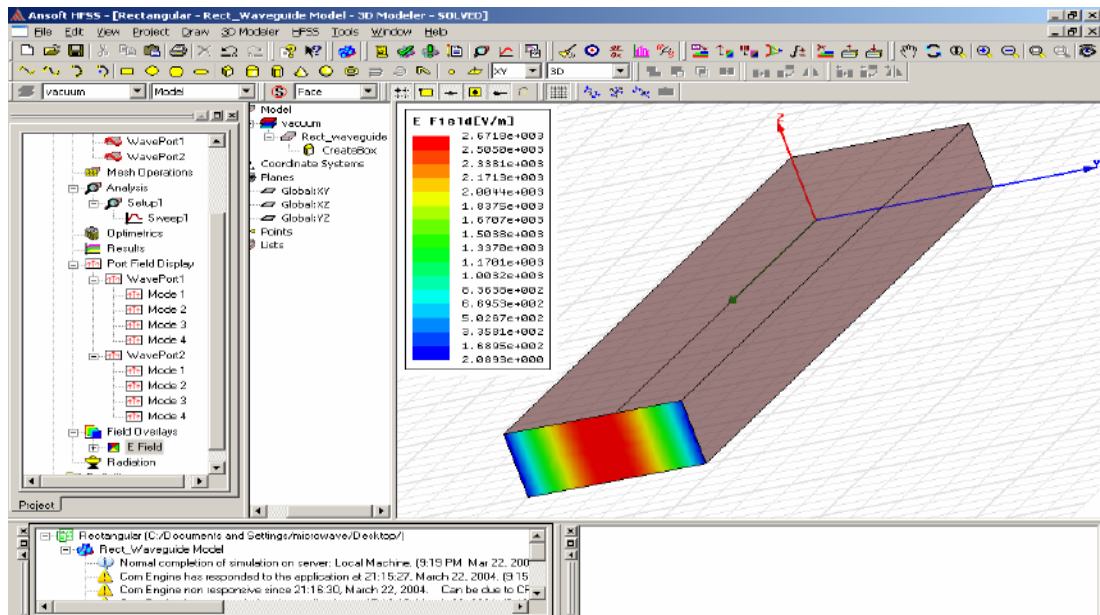 Ansoft HFSS - [Rectangular - Rect_Waveguide Model - 3D Modeler - SOLVED]
File Edit View Project Draw 3D Modeler HFSS Tools Window Help
XY
3D
vacuum
Model
Face
WavePort1
WavePort2
Mesh Operations
Analysis
Setup1
Sweep1
Optimetrics
Results
Port Field Display
WavePort1
Mode 1
Mode 2
Mode 3
Mode 4
WavePort2
Mode 1
Mode 2
Mode 3
Mode 4
Field Overlays
E Field
Radiation
Project
Model
vacuum
Rect_waveguide
CreateBox
Coordinate Systems
Planes
Global:XY
Global:XZ
Global:YZ
Points
Lists
E Field[V/m]
2.6718e+003
2.5050e+003
2.3381e+003
2.1713e+003
2.0044e+003
1.8375e+003
1.6707e+003
1.5038e+003
1.3370e+003
1.1701e+003
1.0032e+003
8.3638e+002
6.6953e+002
5.0267e+002
3.3581e+002
1.6895e+002
2.0893e+000
Z
Rectangular (C:/Documents and Settings/microwave/Desktop/)
Rect_Waveguide Model
Normal completion of simulation on server: Local Machine. (9:19 PM Mar 22, 200
Com Engine has responded to the application at 21:15:27, March 22, 2004. (9:15
Com Engine non responsive since 21:16:30, March 22, 2004. Can be due to CF